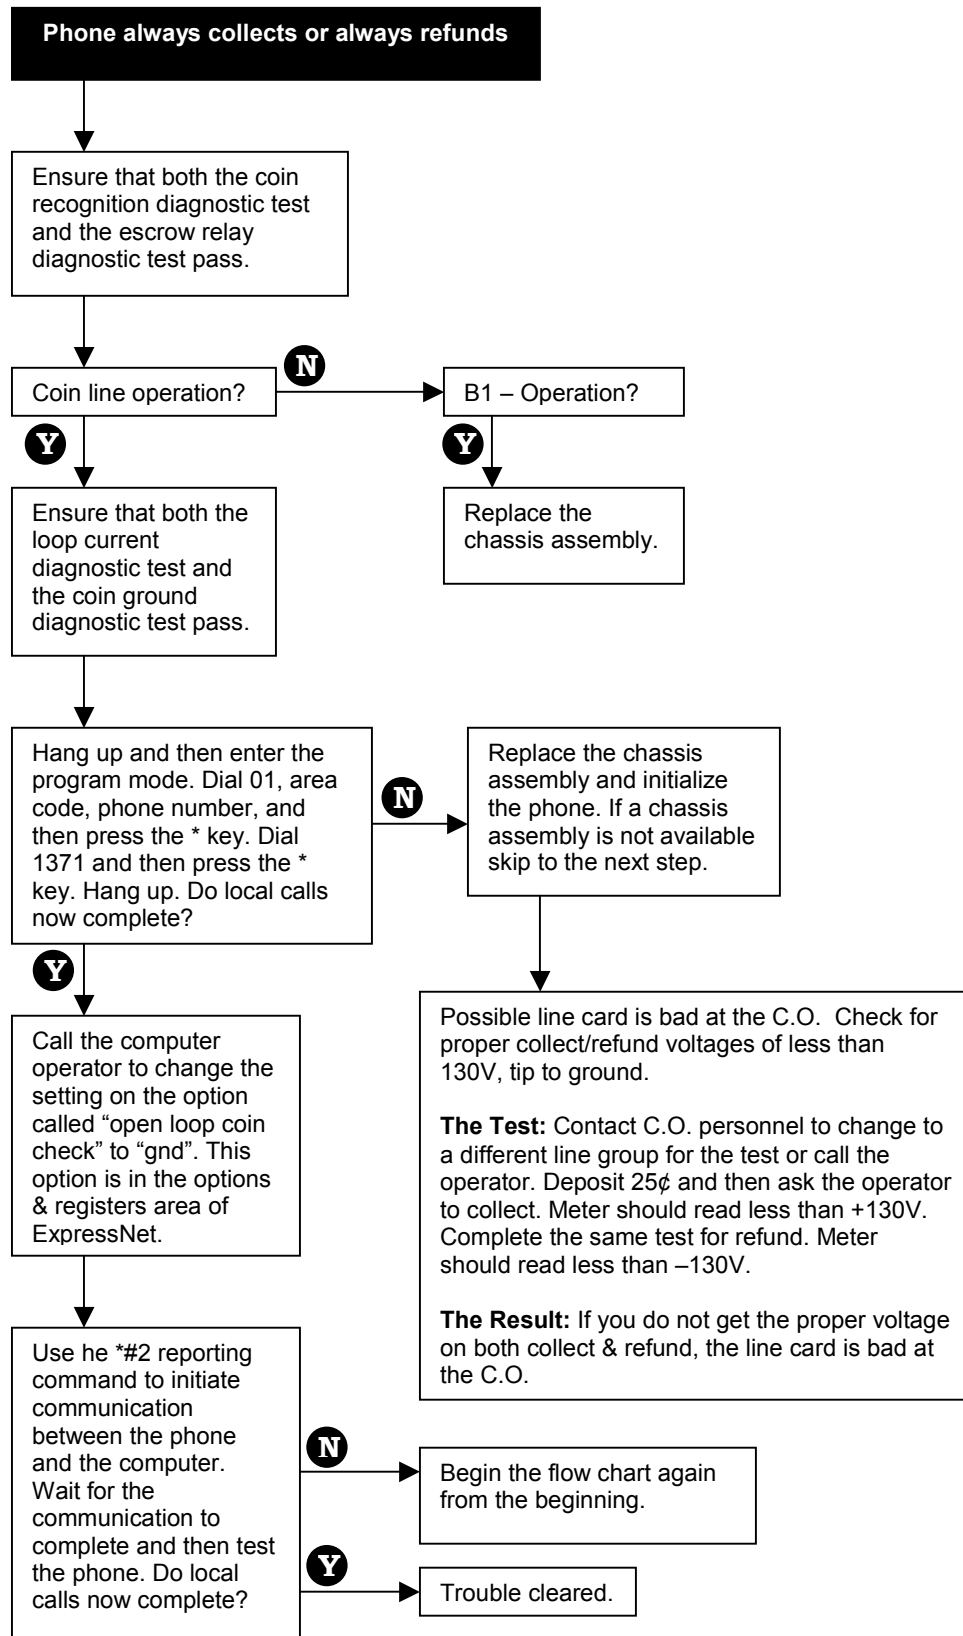 Phone always collects or always refunds
Ensure that both the coin
recognition diagnostic test
and the escrow relay
diagnostic test pass.
Coin line operation?
N
B1 – Operation?
Y
Y
Ensure that both the
loop current
diagnostic test and
the coin ground
diagnostic test pass.
Replace the
chassis assembly.
Hang up and then enter the
program mode. Dial 01, area
code, phone number, and
then press the * key. Dial
1371 and then press the *
key. Hang up. Do local calls
now complete?
N
Replace the chassis
assembly and initialize
the phone. If a chassis
assembly is not available
skip to the next step.
Y
Possible line card is bad at the C.O.  Check for
proper collect/refund voltages of less than
130V, tip to ground.
The Test: Contact C.O. personnel to change to
a different line group for the test or call the
operator. Deposit 25¢ and then ask the operator
to collect. Meter should read less than +130V.
Complete the same test for refund. Meter
should read less than –130V.
The Result: If you do not get the proper voltage
on both collect & refund, the line card is bad at
the C.O.
Call the computer
operator to change the
setting on the option
called “open loop coin
check” to “gnd”. This
option is in the options
& registers area of
ExpressNet.
Use he *#2 reporting
command to initiate
communication
between the phone
and the computer.
Wait for the
communication to
complete and then test
the phone. Do local
calls now complete?
N
Begin the flow chart again
from the beginning.
Y
Trouble cleared.